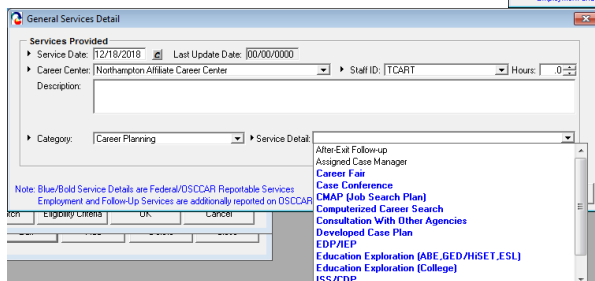 General Services Detail
Services Provided
Service Date: 12/18/2018 Last Update Date: 00/00/0000
Career Center: Northampton Affiliate Career Center Staff ID: TCART Hours: .0
Description:
Category: Career Planning Service Detail:
After-Exit Follow-up
Assigned Case Manager
Career Fair
Case Conference
CMAP (Job Search Plan)
Computerized Career Search
Consultation With Other Agencies
Developed Case Plan
EDP/IEP
Education Exploration (ABE,GED/HiSET,ESL)
Education Exploration (College)
ISS/CDP
Note: Blue/Bold Service Details are Federal/OSCCAR Reportable Services
Employment and Follow-Up Services are additionally reported on OSCCAR
Eligibility Criteria OK Cancel